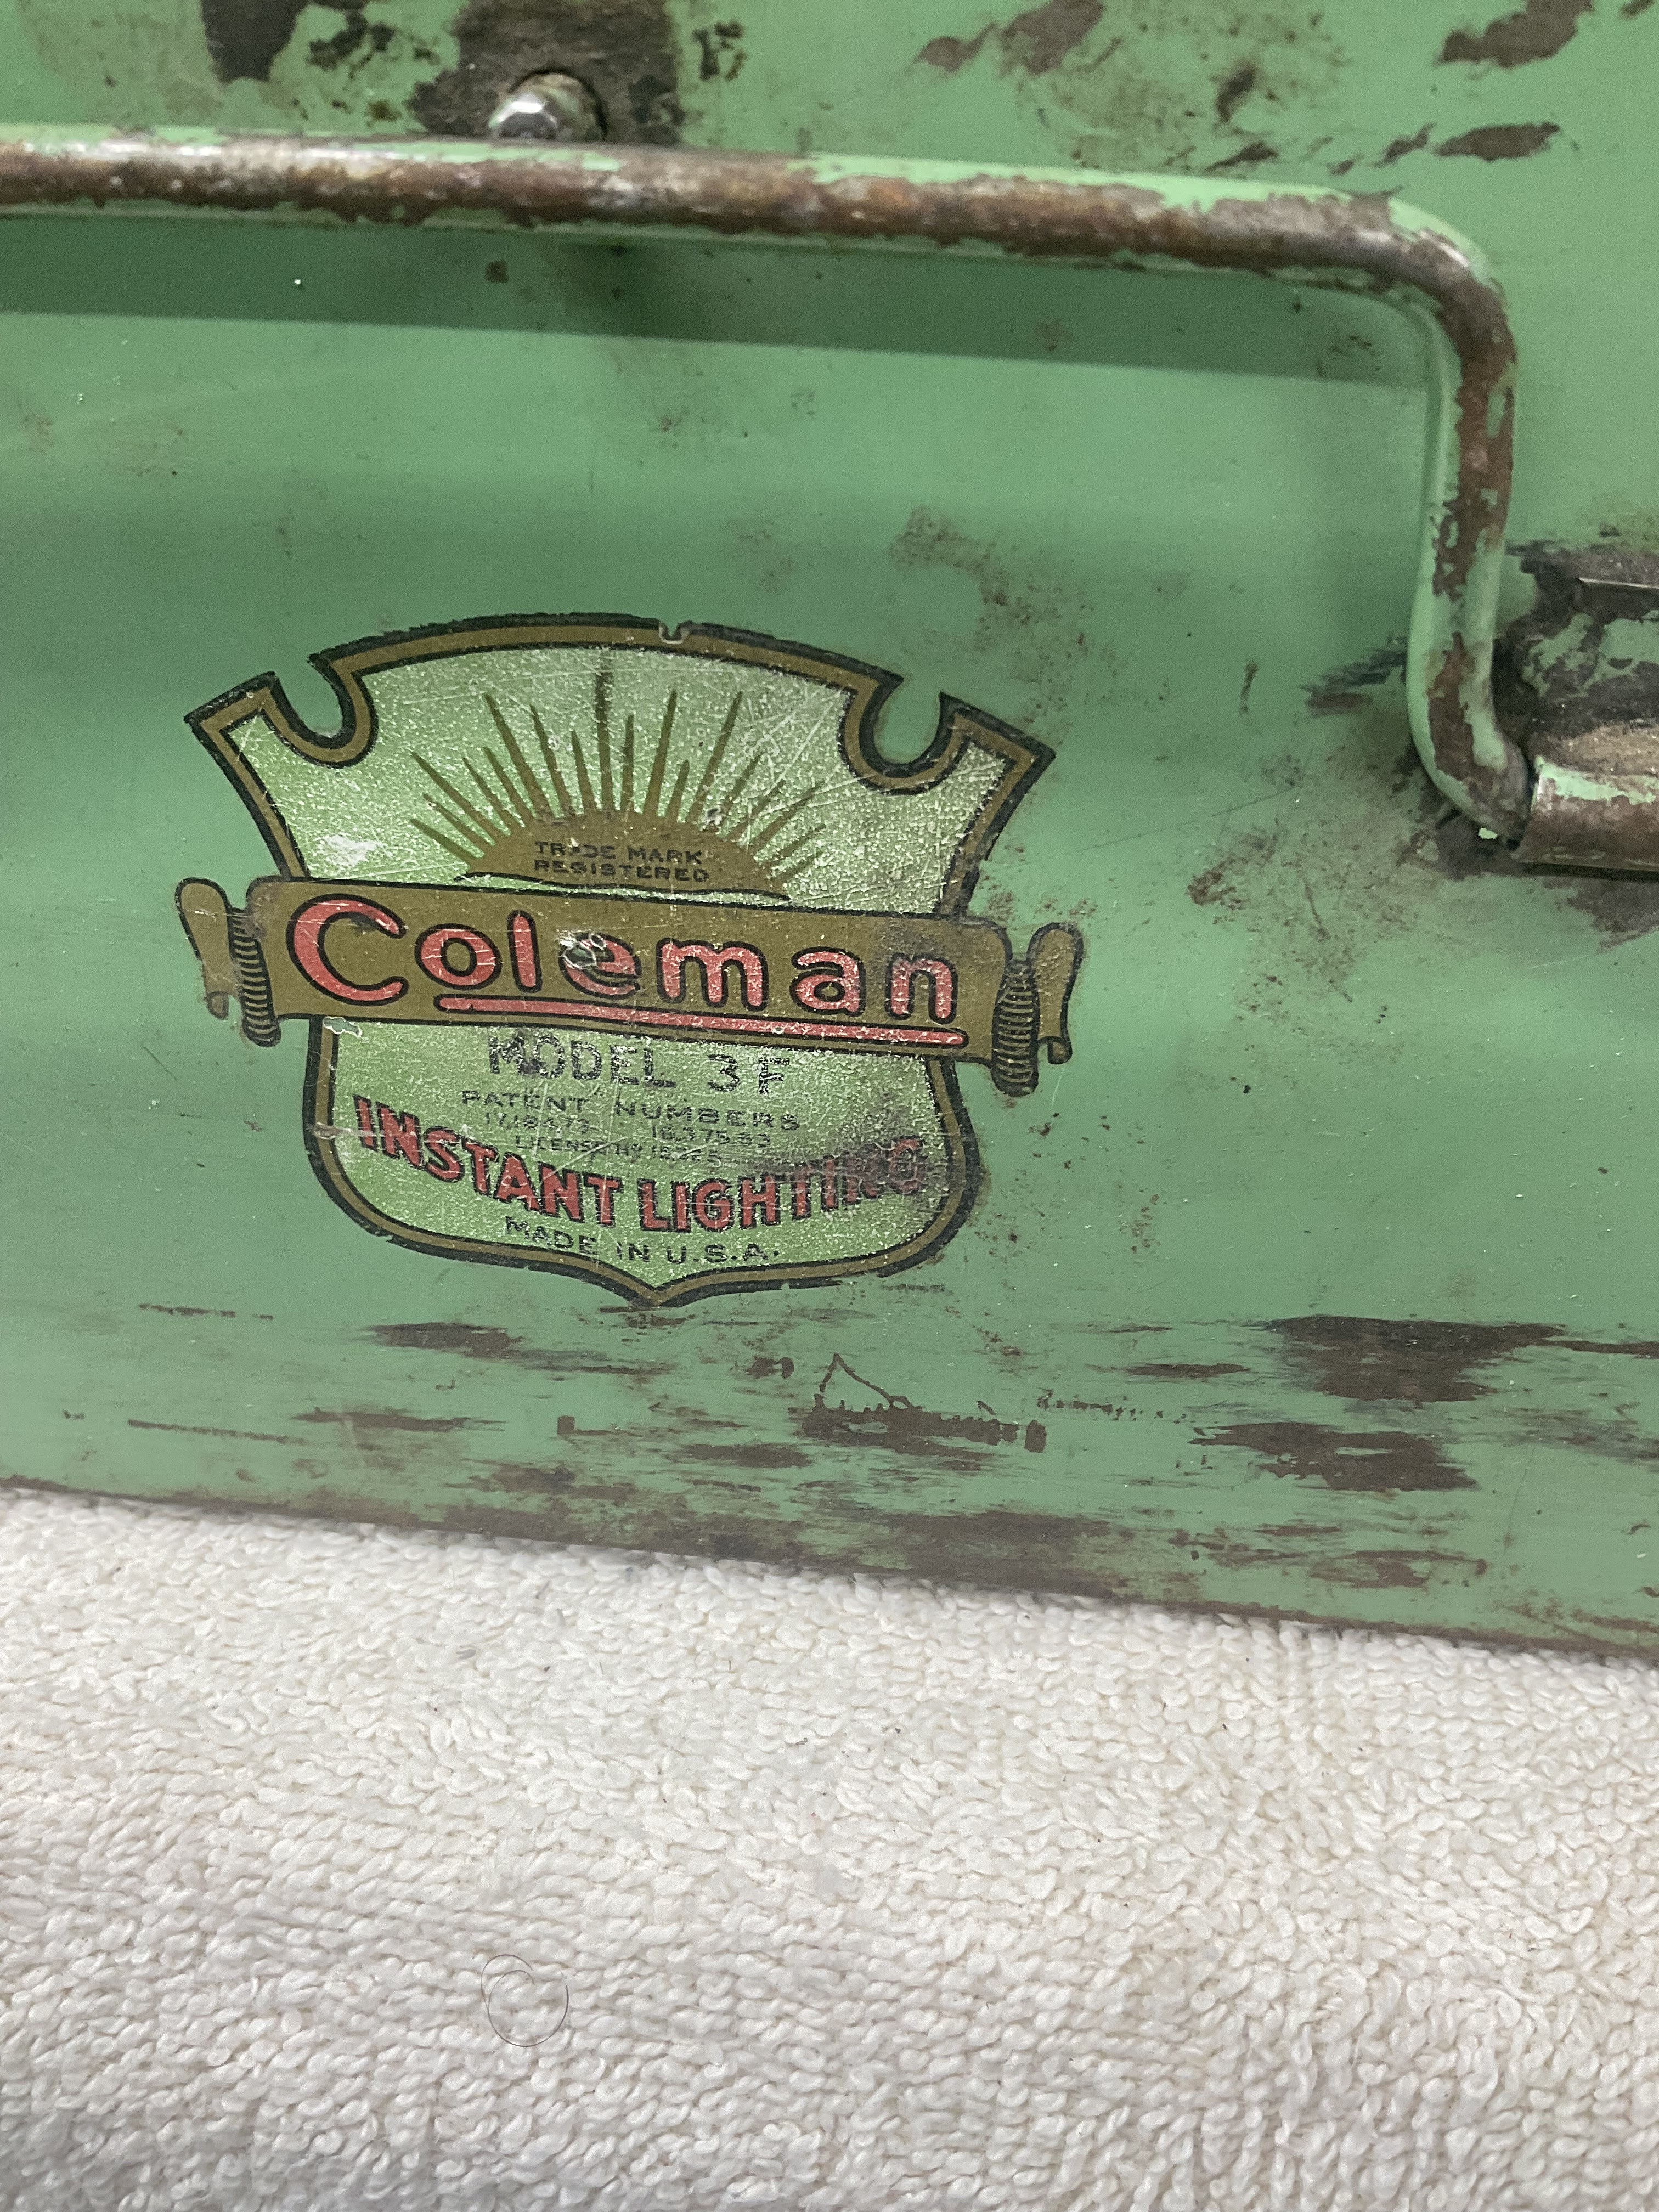 TRADE MARK
REGISTERED
Coleman
MODEL 3F
PATENT NUMBERS
INSTANT LIGHTING
MADE IN U.S.A.